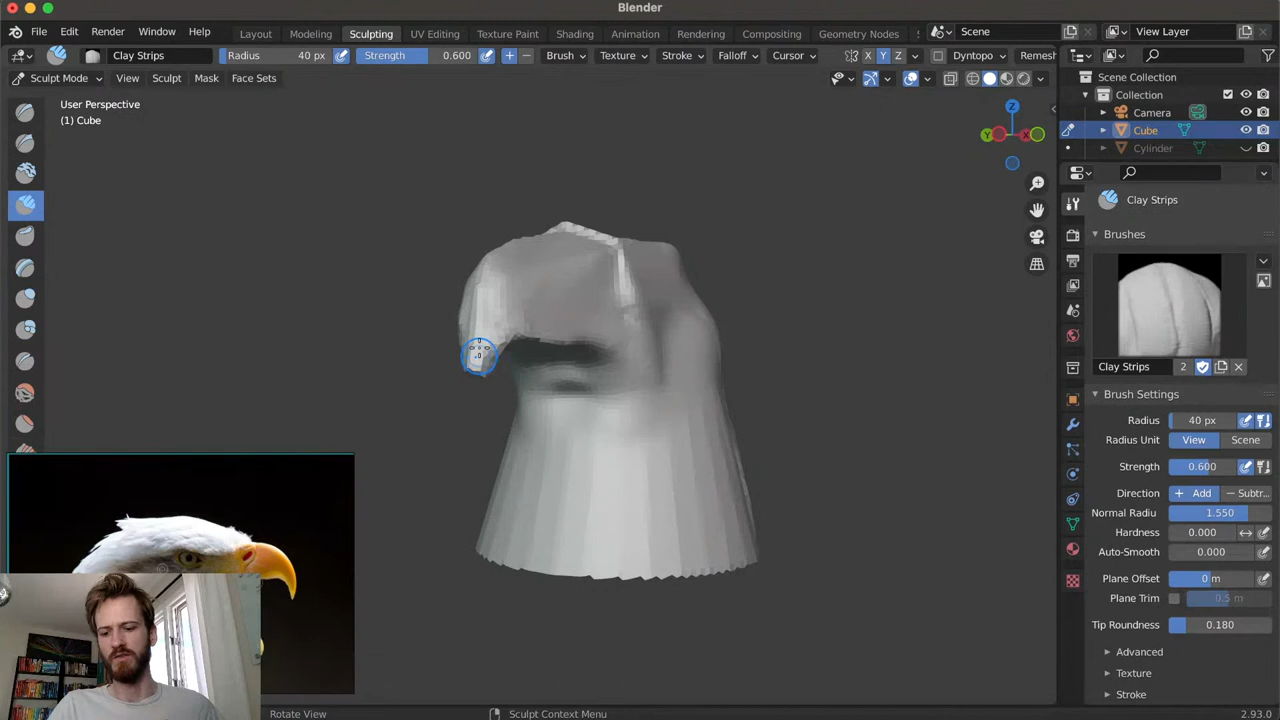 Blender
File Edit Render Window Help
Layout Modeling Sculpting UV Editing Texture Paint Shading Animation Rendering Compositing Geometry Nodes
Scene
View Layer
Clay Strips
Radius 40 px
Strength 0.600
+ −
Brush Texture Stroke Falloff Cursor
X Y Z
Dyntopo Remesh
Sculpt Mode View Sculpt Mask Face Sets
User Perspective
(1) Cube
Z
Y X
Scene Collection
Collection
Camera
Cube
Cylinder
Clay Strips
Brushes
Clay Strips 2
Brush Settings
Radius 40 px
Radius Unit View Scene
Strength 0.600
Direction + Add − Subtr...
Normal Radiu 1.550
Hardness 0.000
Auto-Smooth 0.000
Plane Offset 0 m
Plane Trim 0.5 m
Tip Roundness 0.180
Advanced
Texture
Stroke
Rotate View
Sculpt Context Menu
2.93.0